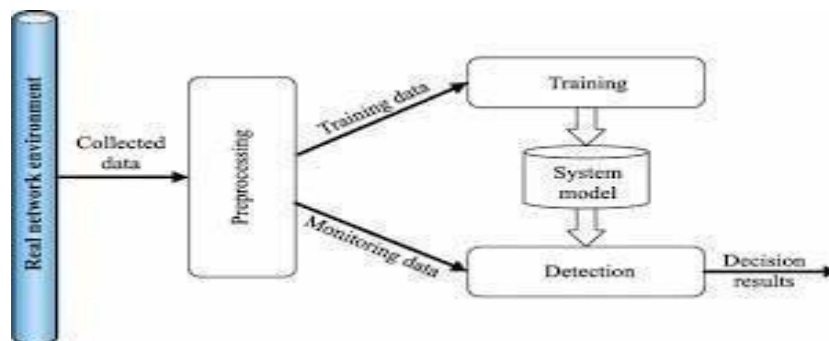 Real network environment
Collected
data
Preprocessing
Training data
Monitoring data
Training
System
model
Detection
Decision
results